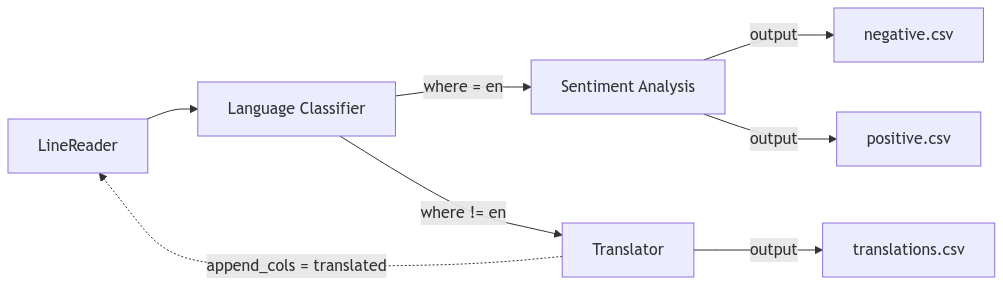 LineReader
Language Classifier
where = en
Sentiment Analysis
output
negative.csv
output
positive.csv
where != en
Translator
output
translations.csv
append_cols = translated